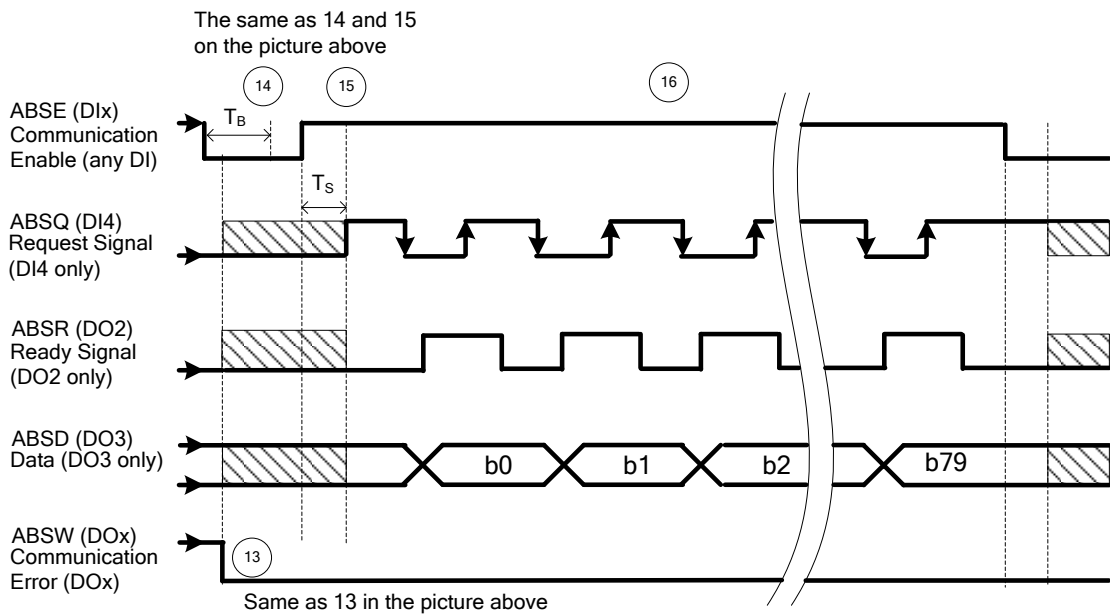 The same as 14 and 15
on the picture above
14
15
16
ABSE (DIx)
Communication
Enable (any DI)
TB
TS
ABSQ (DI4)
Request Signal
(DI4 only)
ABSR (DO2)
Ready Signal
(DO2 only)
ABSD (DO3)
Data (DO3 only)
b0
b1
b2
b79
ABSW (DOx)
Communication
Error (DOx)
13
Same as 13 in the picture above